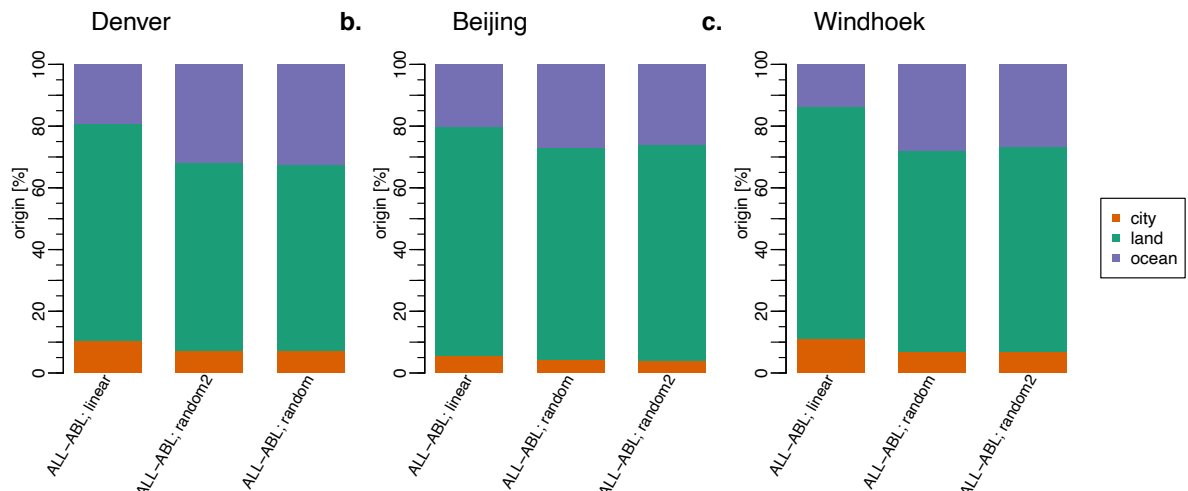 Denver
b.
Beijing
c.
Windhoek
origin [%]
0
20
40
60
80
100
ALL−ABL; linear
ALL−ABL; random2
ALL−ABL; random
origin [%]
0
20
40
60
80
100
ALL−ABL; linear
ALL−ABL; random
ALL−ABL; random2
origin [%]
0
20
40
60
80
100
ALL−ABL; linear
ALL−ABL; random
ALL−ABL; random2
city
land
ocean